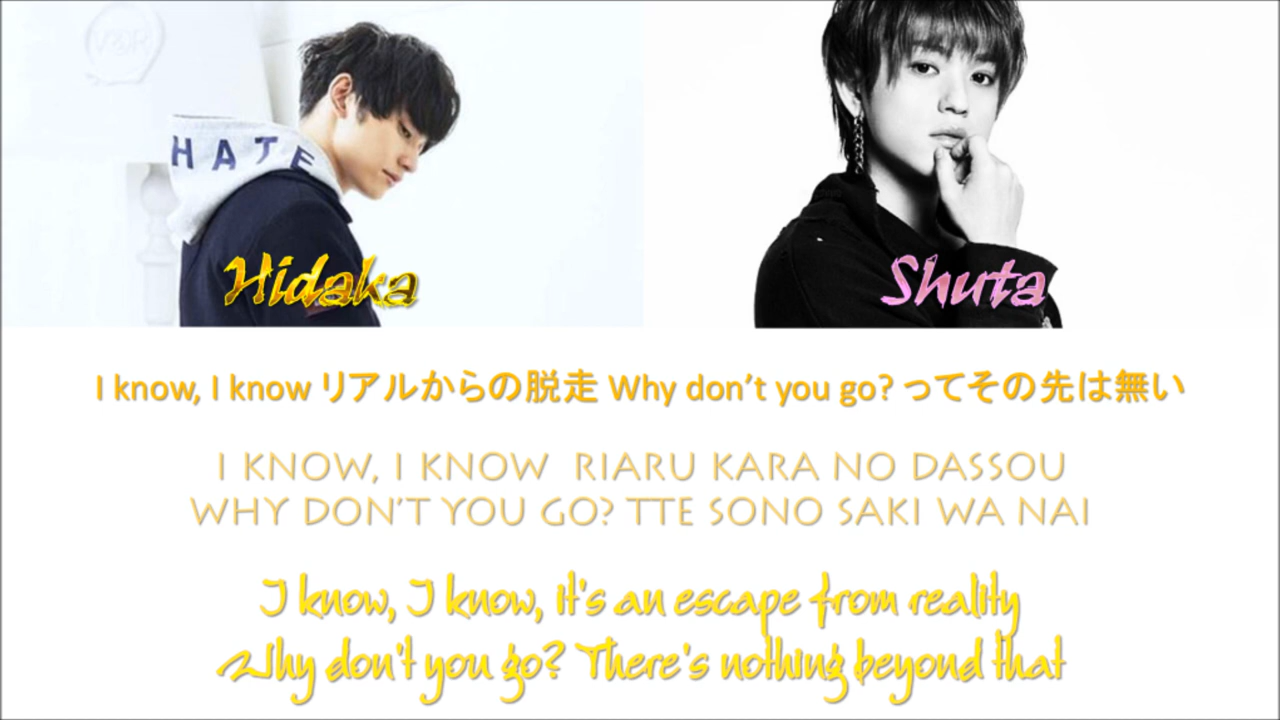 V&R
HATE
Hidaka
Shuta
I know, I know リアルからの脱走 Why don't you go? ってその先は無い
I KNOW, I KNOW RIARU KARA NO DASSOU
WHY DON'T YOU GO? TTE SONO SAKI WA NAI
I know, I know, it's an escape from reality
Why don't you go? There's nothing beyond that